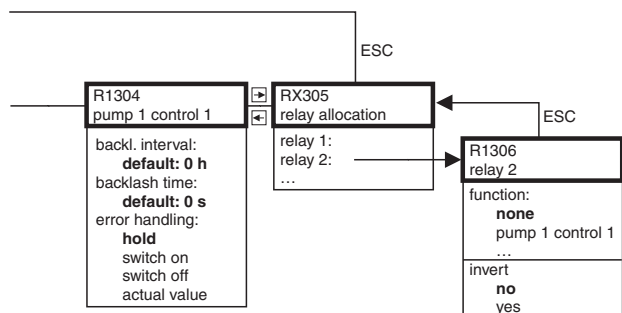 ESC
R1304
pump 1 control 1
backl. interval:
default: 0 h
backlash time:
default: 0 s
error handling:
hold
switch on
switch off
actual value
RX305
relay allocation
relay 1:
relay 2:
…
ESC
R1306
relay 2
function:
none
pump 1 control 1
…
invert
no
yes